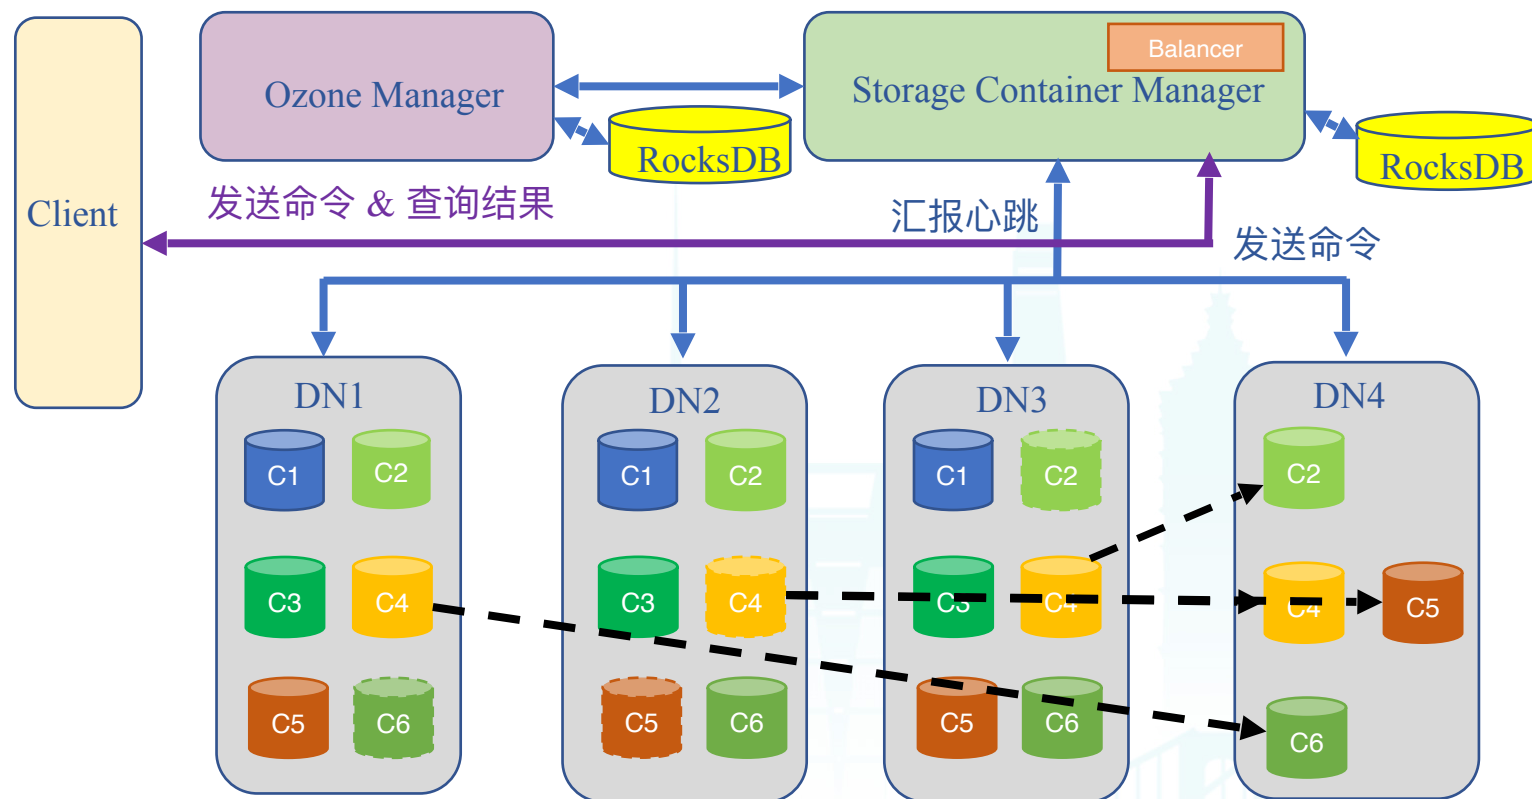 Balancer
Ozone Manager
Storage Container Manager
RocksDB
RocksDB
Client
发送命令 & 查询结果
汇报心跳
发送命令
DN1
DN2
DN3
DN4
C1
C2
C1
C2
C1
C2
C2
C3
C4
C3
C4
C3
C4
C4
C5
C5
C6
C5
C6
C5
C6
C6